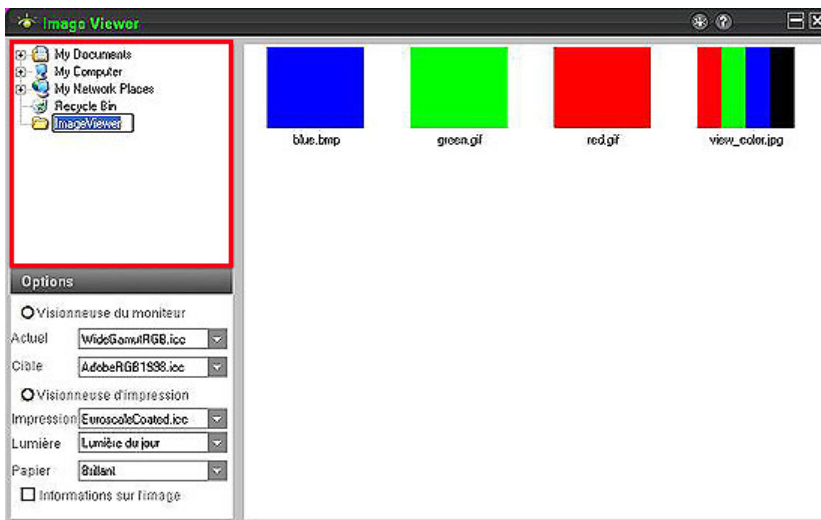 Image Viewer
My Documents
My Computer
My Network Places
Recycle Bin
ImageViewer
blue.bmp
green.gif
red.gif
view_color.jpg
Options
Visionneuse du moniteur
Actuel WideGamutRGB.icc
Cible AdobeRGB1998.icc
Visionneuse d'impression
Impression EuroscaleCoated.icc
Lumière Lumière du jour
Papier Brillant
Informations sur l'image